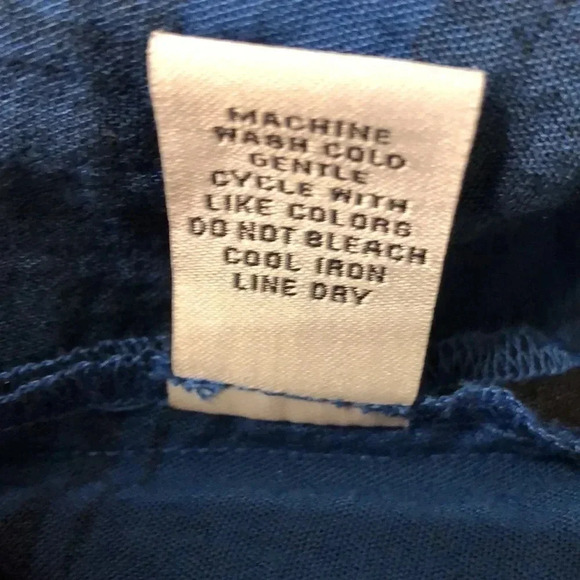 MACHINE
WASH COLD
GENTLE
CYCLE WITH
LIKE COLORS
DO NOT BLEACH
COOL IRON
LINE DRY